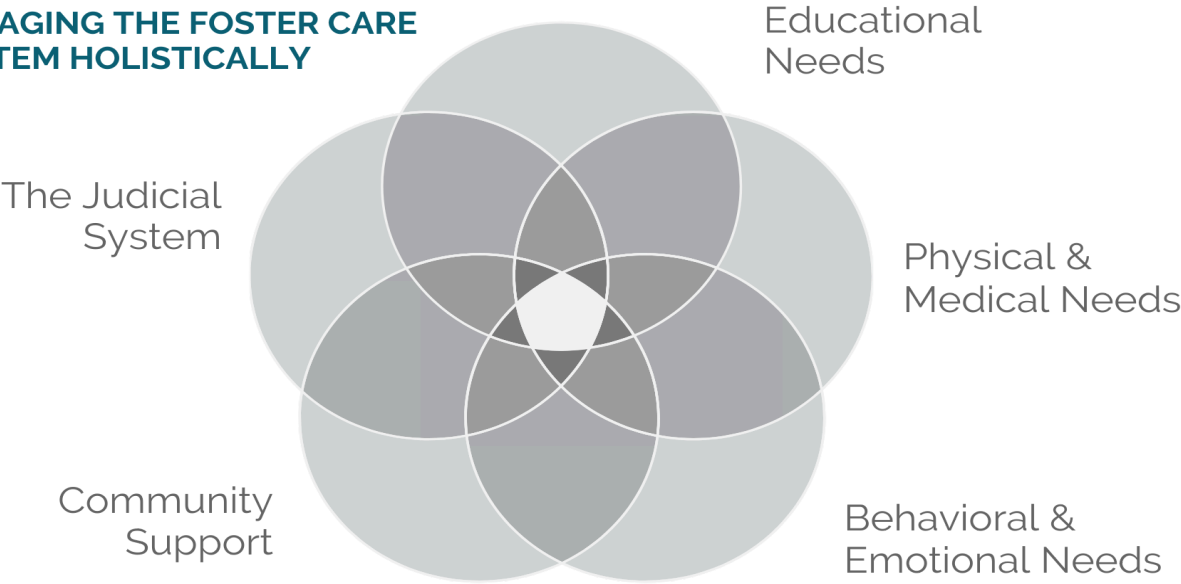 AGING THE FOSTER CARE
TEM HOLISTICALLY
Educational
Needs
The Judicial
System
Physical &
Medical Needs
Community
Support
Behavioral &
Emotional Needs